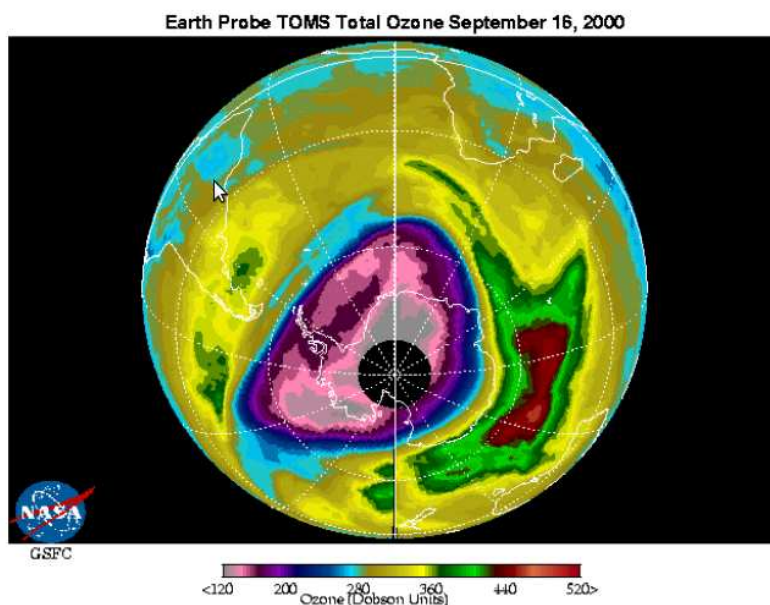 Earth Probe TOMS Total Ozone September 16, 2000
NASA
GSFC
<120 200 280 360 440 520>
Ozone (Dobson Units)